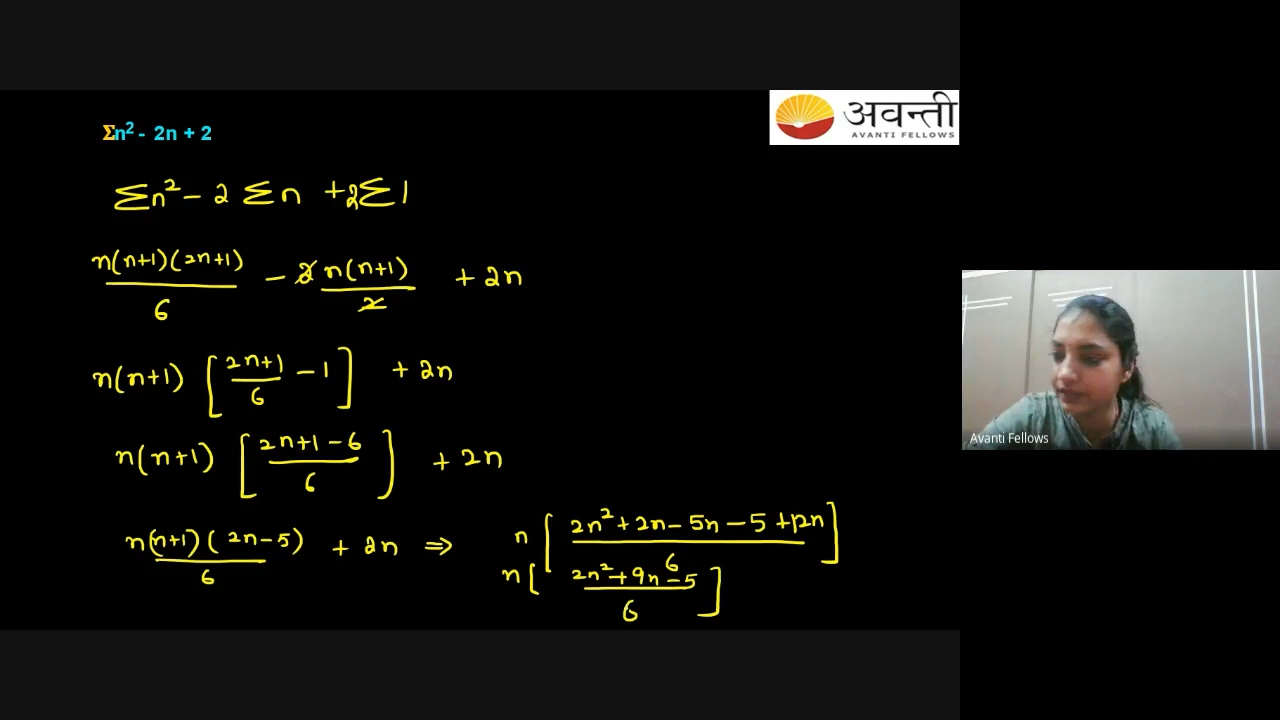 Σn² - 2n + 2
अवन्ती
AVANTI FELLOWS
Σn² - 2 Σn + 2Σ1
n(n+1)(2n+1)/6 - 2 n(n+1)/2 + 2n
n(n+1) [(2n+1)/6 - 1] + 2n
n(n+1) [(2n+1-6)/6] + 2n
n(n+1)(2n-5)/6 + 2n ⇒ n[(2n²+2n-5n-5+12n)/6]
n[(2n²+9n-5)/6]
Avanti Fellows